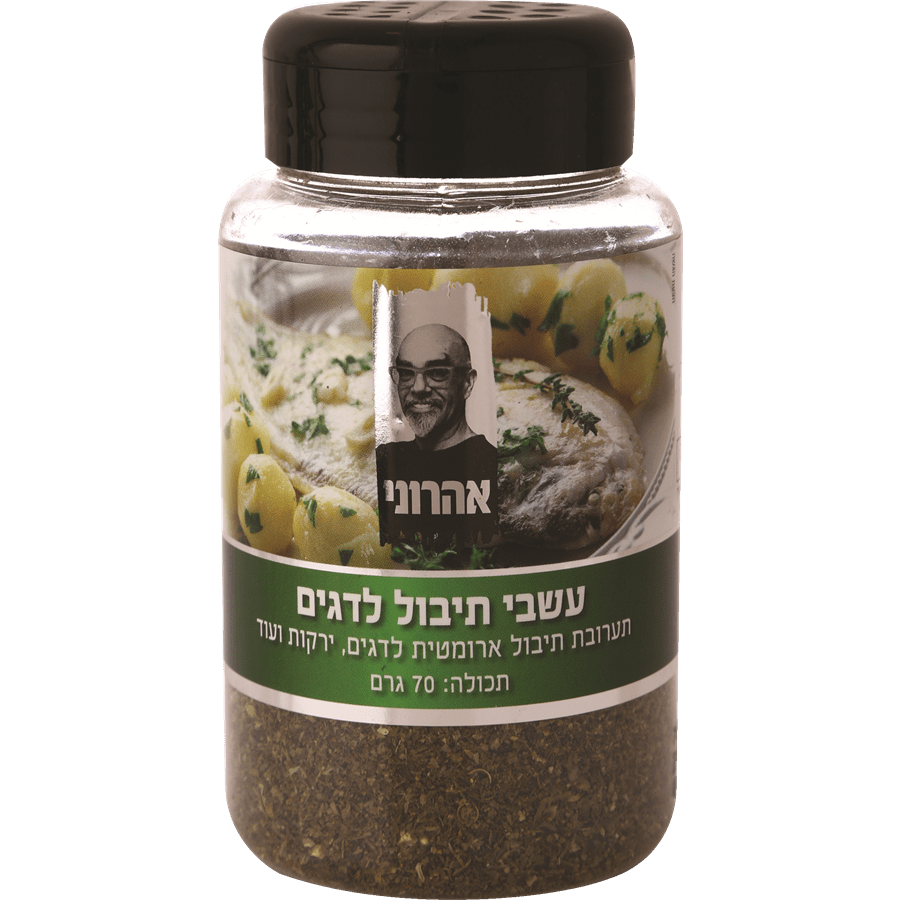 אהרוני
עשבי תיבול לדגים
תערובת תיבול ארומטית לדגים, ירקות ועוד
תכולה: 70 גרם